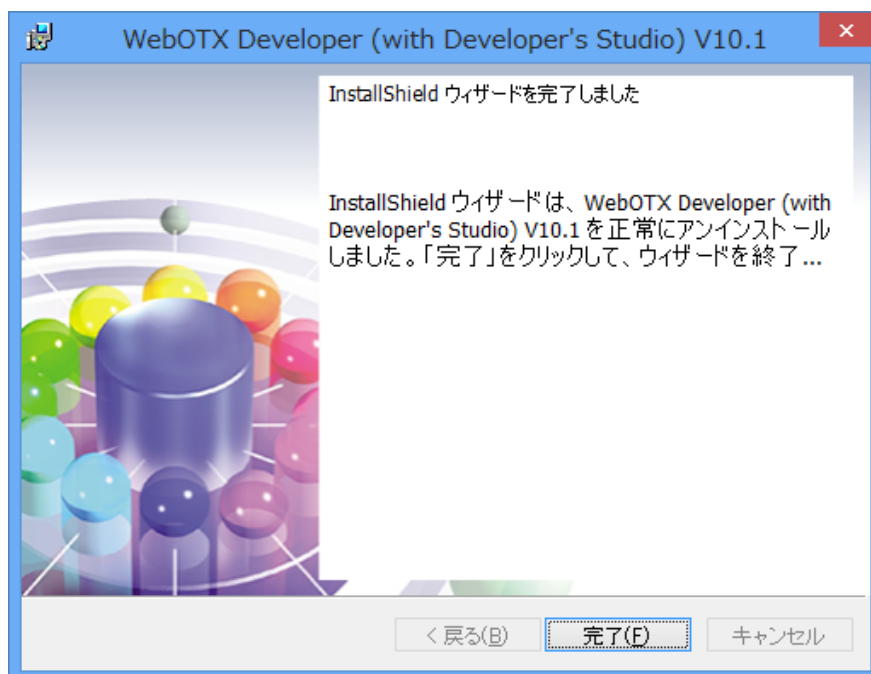 WebOTX Developer (with Developer's Studio) V10.1
InstallShield ウィザードを完了しました
InstallShield ウィザードは、WebOTX Developer (with
Developer's Studio) V10.1 を正常にアンインストール
しました。「完了」をクリックして、ウィザードを終了...
< 戻る(B)
完了(F)
キャンセル